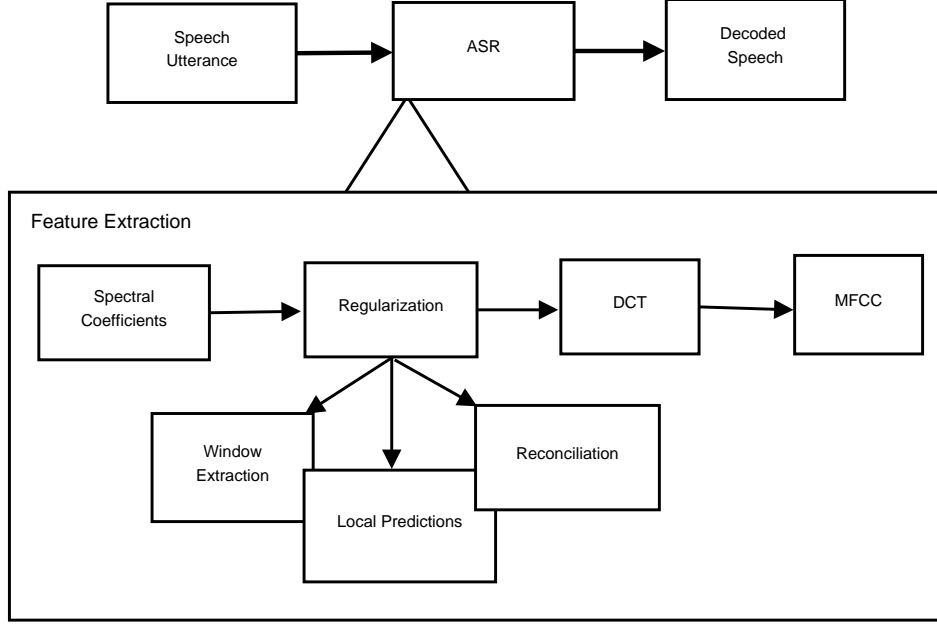 Speech
Utterance
ASR
Decoded
Speech
Feature Extraction
Spectral
Coefficients
Regularization
DCT
MFCC
Window
Extraction
Local Predictions
Reconciliation